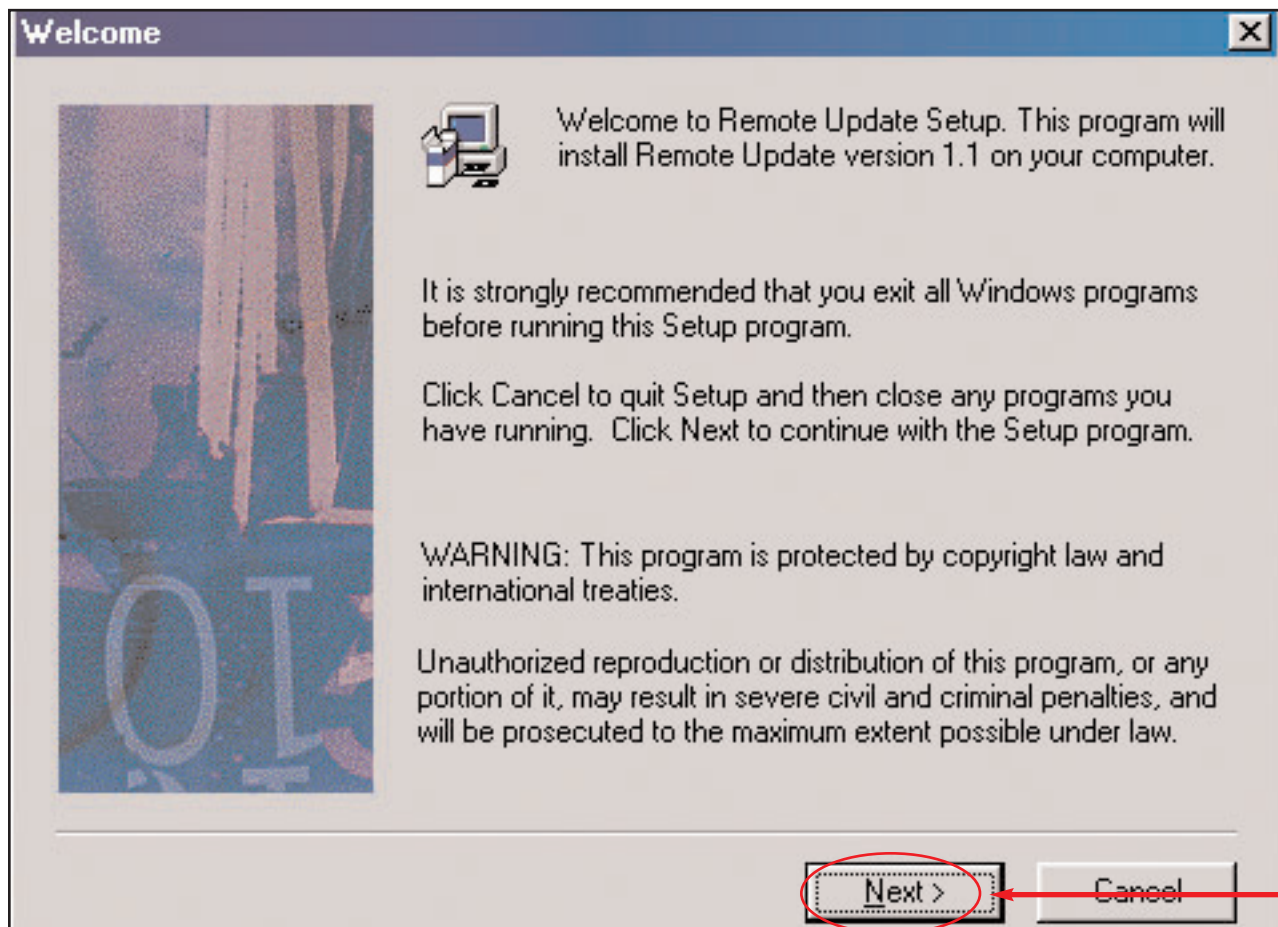 Welcome
Welcome to Remote Update Setup. This program will
install Remote Update version 1.1 on your computer.
It is strongly recommended that you exit all Windows programs
before running this Setup program.
Click Cancel to quit Setup and then close any programs you
have running.  Click Next to continue with the Setup program.
WARNING: This program is protected by copyright law and
international treaties.
Unauthorized reproduction or distribution of this program, or any
portion of it, may result in severe civil and criminal penalties, and
will be prosecuted to the maximum extent possible under law.
01
Next >
Cancel